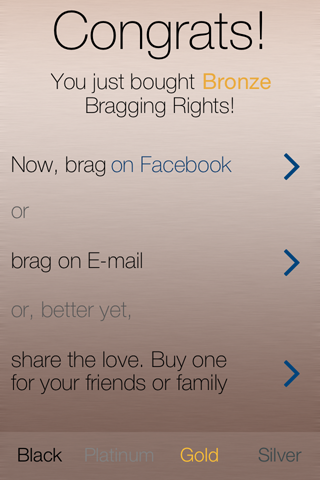 Congrats!
You just bought Bronze
Bragging Rights!
Now, brag on Facebook
or
brag on E-mail
or, better yet,
share the love. Buy one
for your friends or family
Black Platinum Gold Silver